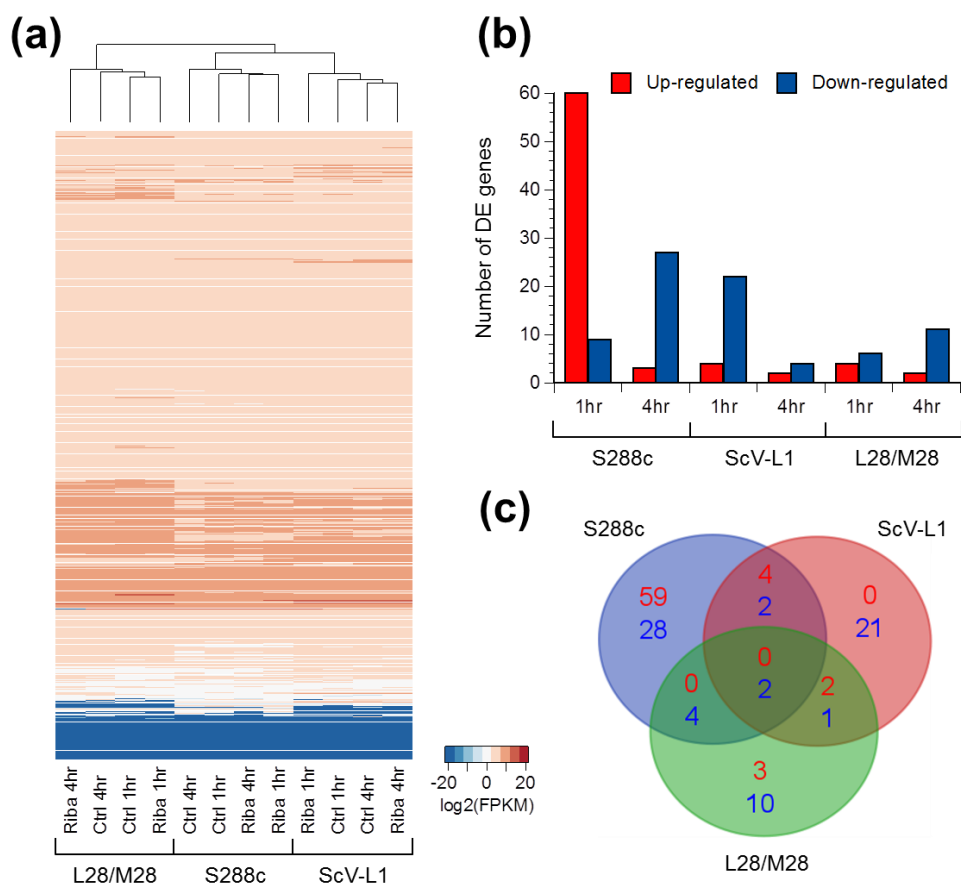 (a)
Riba 4hr
Ctrl 4hr
Ctrl 1hr
Riba 1hr
Ctrl 4hr
Ctrl 1hr
Riba 4hr
Riba 1hr
Riba 1hr
Ctrl 1hr
Ctrl 4hr
Riba 4hr
L28/M28
S288c
ScV-L1
-20 0 20
log2(FPKM)
(b)
Up-regulated
Down-regulated
Number of DE genes
60
50
40
30
20
10
0
1hr 4hr 1hr 4hr 1hr 4hr
S288c ScV-L1 L28/M28
(c)
S288c
ScV-L1
59
28
4
2
0
21
0
2
0
4
2
1
3
10
L28/M28